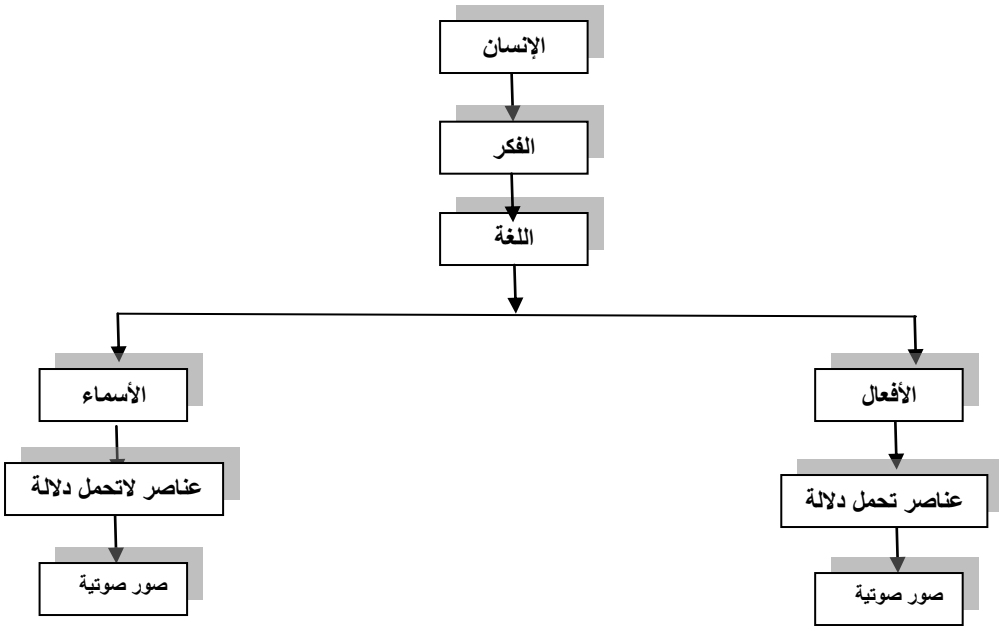 الإنسان
الفكر
اللغة
الأفعال
الأسماء
عناصر تحمل دلالة
عناصر لاتحمل دلالة
صور صوتية
صور صوتية